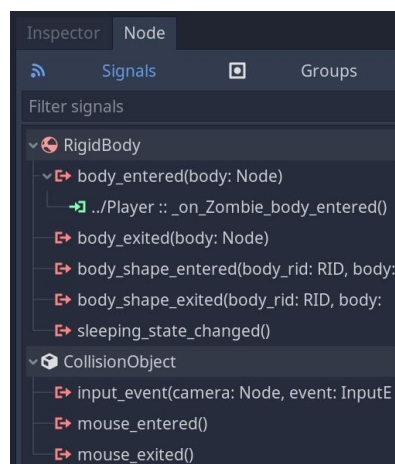 Inspector Node
Signals Groups
Filter signals
RigidBody
body_entered(body: Node)
../Player :: _on_Zombie_body_entered()
body_exited(body: Node)
body_shape_entered(body_rid: RID, body:
body_shape_exited(body_rid: RID, body:
sleeping_state_changed()
CollisionObject
input_event(camera: Node, event: InputE
mouse_entered()
mouse_exited()